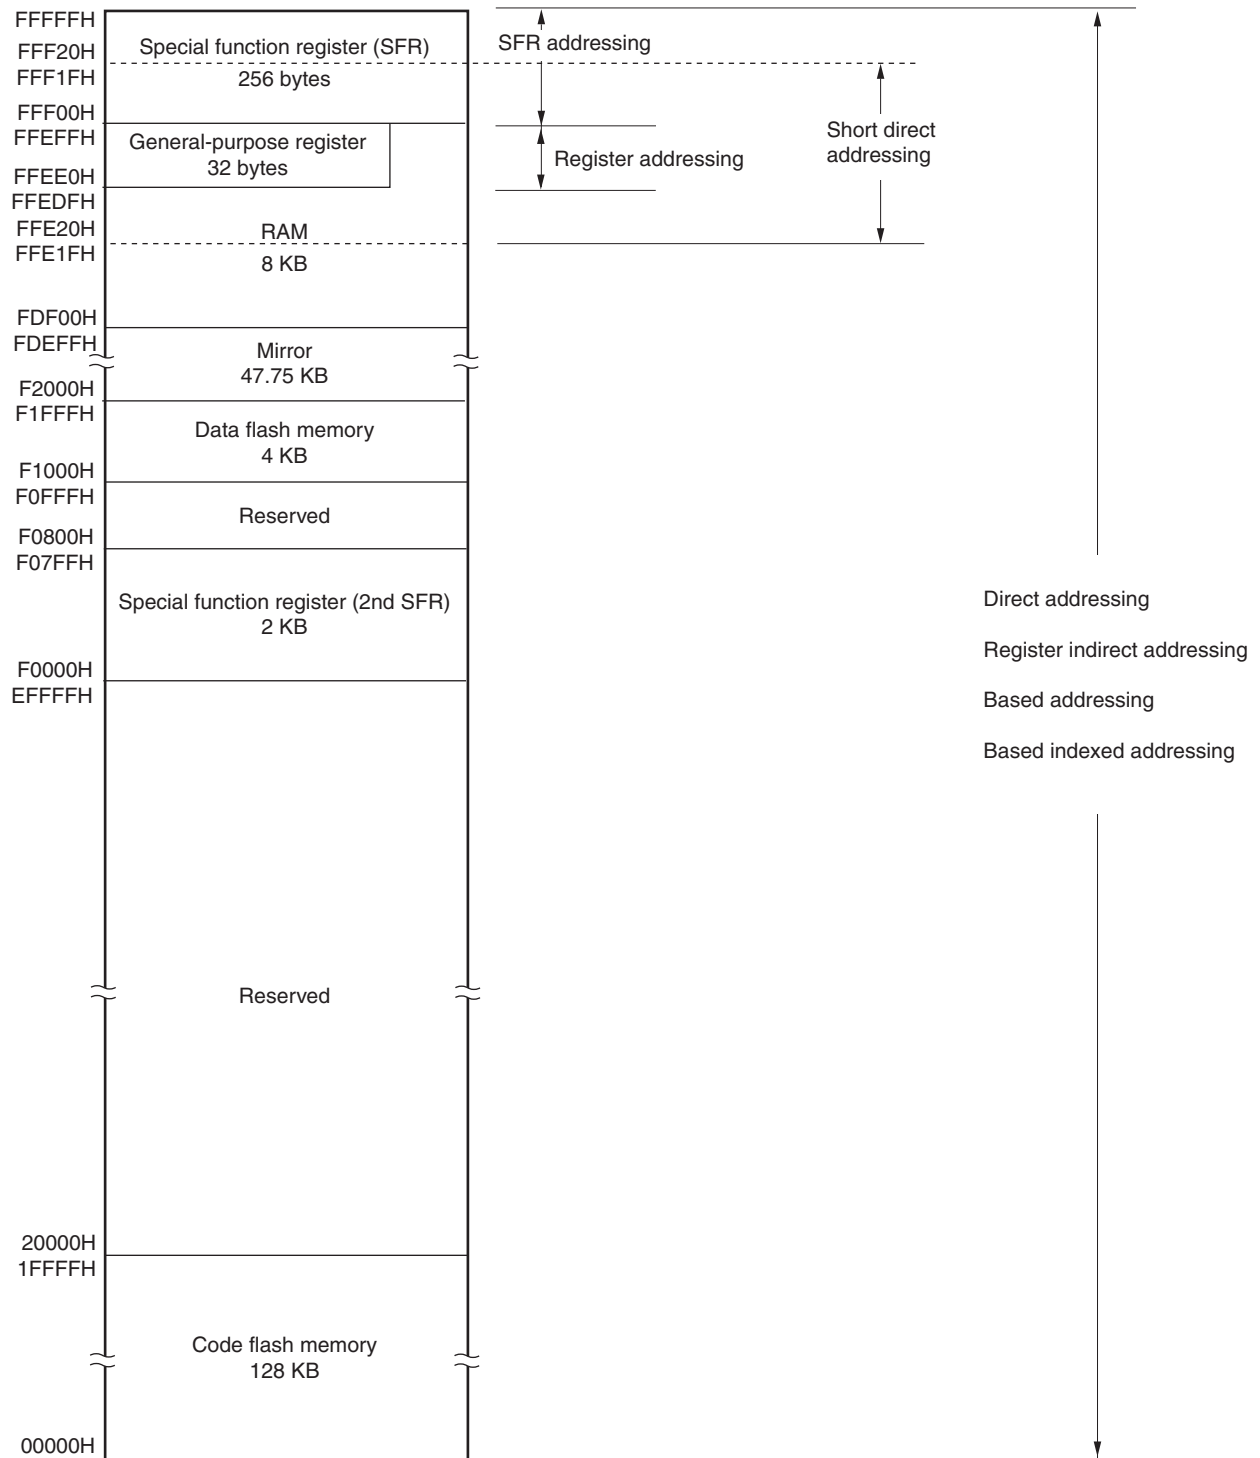 FFFFFH
FFF20H
FFF1FH
FFF00H
FFEFFH
FFEE0H
FFEDFH
FFE20H
FFE1FH
FDF00H
FDEFFH
F2000H
F1FFFH
F1000H
F0FFFH
F0800H
F07FFH
F0000H
EFFFFH
20000H
1FFFFH
00000H
Special function register (SFR)
256 bytes
General-purpose register
32 bytes
RAM
8 KB
Mirror
47.75 KB
Data flash memory
4 KB
Reserved
Special function register (2nd SFR)
2 KB
Reserved
Code flash memory
128 KB
SFR addressing
Register addressing
Short direct
addressing
Direct addressing
Register indirect addressing
Based addressing
Based indexed addressing